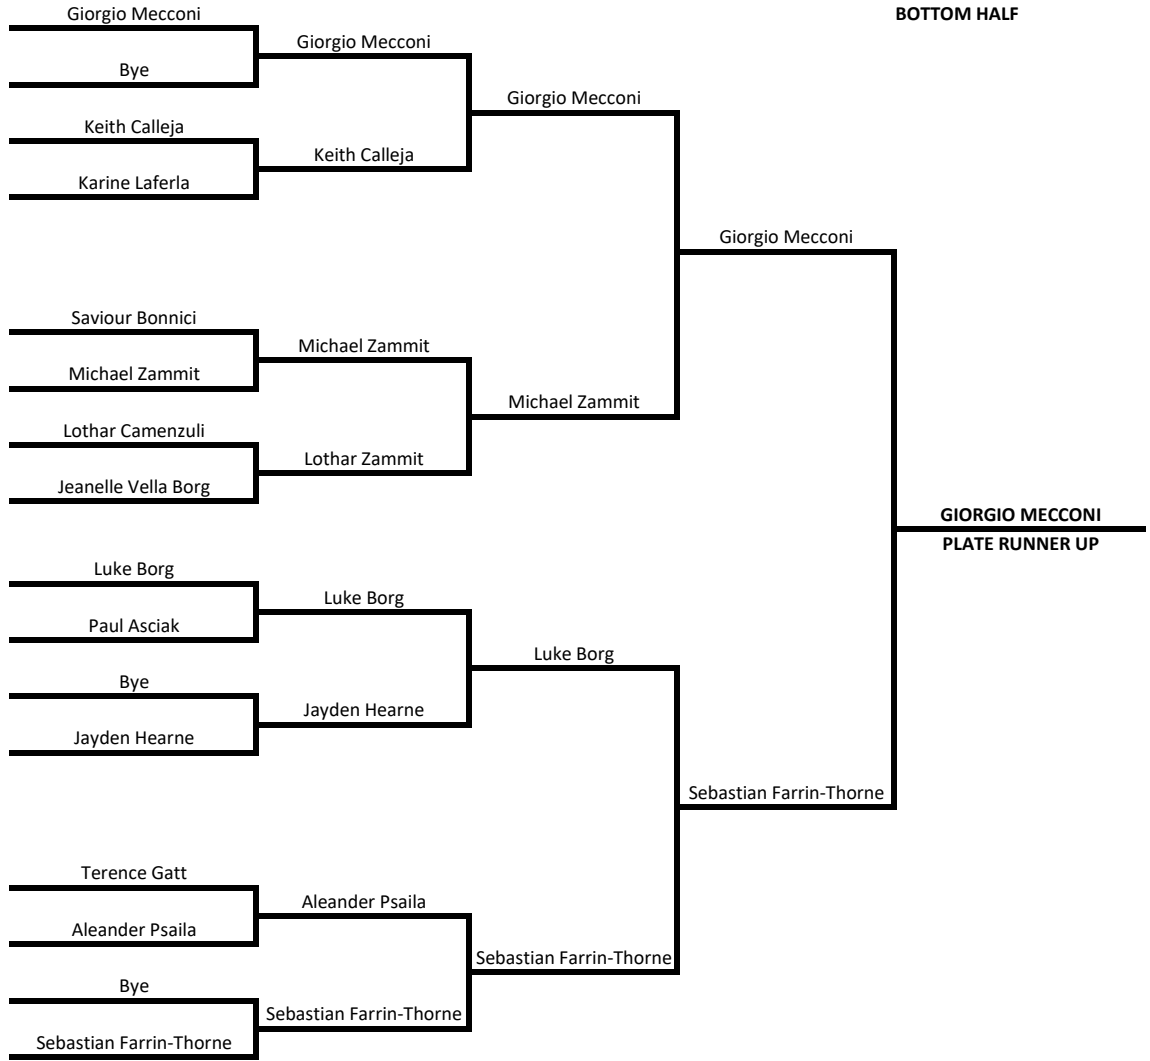 Giorgio Mecconi
BOTTOM HALF
Giorgio Mecconi
Bye
Giorgio Mecconi
Keith Calleja
Keith Calleja
Karine Laferla
Giorgio Mecconi
Saviour Bonnici
Michael Zammit
Michael Zammit
Michael Zammit
Lothar Camenzuli
Lothar Zammit
Jeanelle Vella Borg
GIORGIO MECCONI
PLATE RUNNER UP
Luke Borg
Luke Borg
Paul Asciak
Luke Borg
Bye
Jayden Hearne
Jayden Hearne
Sebastian Farrin-Thorne
Terence Gatt
Aleander Psaila
Aleander Psaila
Sebastian Farrin-Thorne
Bye
Sebastian Farrin-Thorne
Sebastian Farrin-Thorne